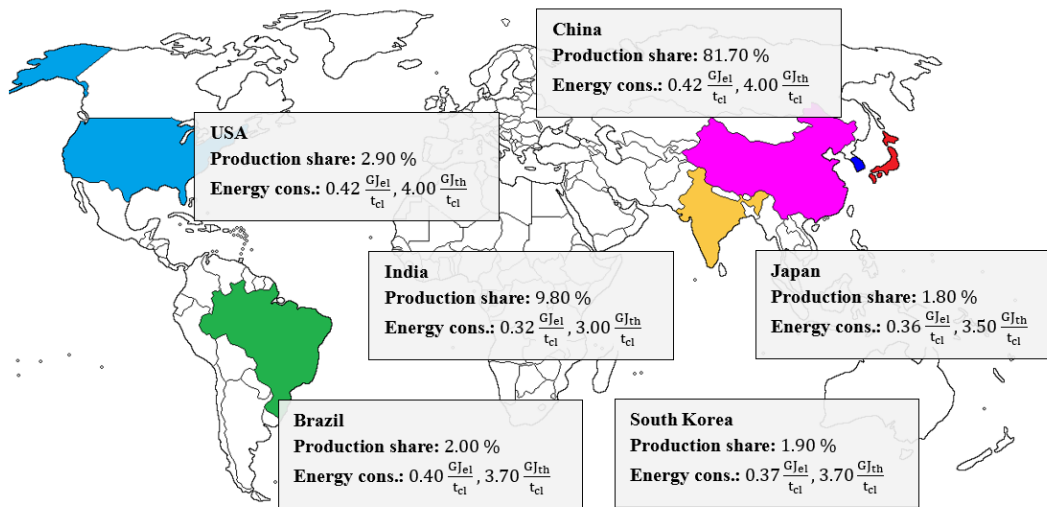 China
Production share: 81.70 %
Energy cons.: 0.42 GJel/tcl, 4.00 GJth/tcl
USA
Production share: 2.90 %
Energy cons.: 0.42 GJel/tcl, 4.00 GJth/tcl
India
Production share: 9.80 %
Energy cons.: 0.32 GJel/tcl, 3.00 GJth/tcl
Japan
Production share: 1.80 %
Energy cons.: 0.36 GJel/tcl, 3.50 GJth/tcl
Brazil
Production share: 2.00 %
Energy cons.: 0.40 GJel/tcl, 3.70 GJth/tcl
South Korea
Production share: 1.90 %
Energy cons.: 0.37 GJel/tcl, 3.70 GJth/tcl